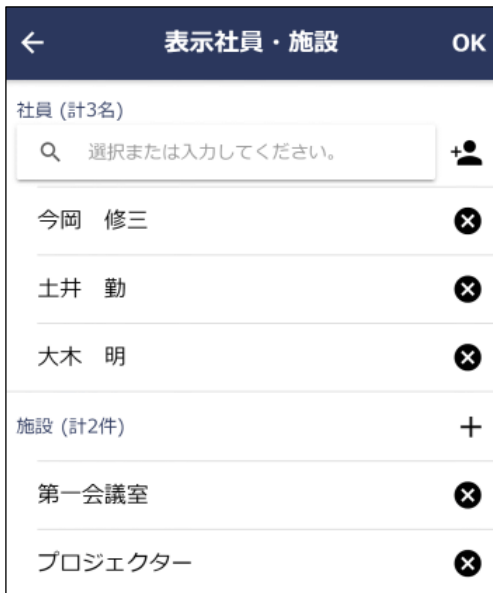 表示社員・施設 OK
社員 (計3名)
選択または入力してください。
今岡　修三
土井　勤
大木　明
施設 (計2件)
第一会議室
プロジェクター